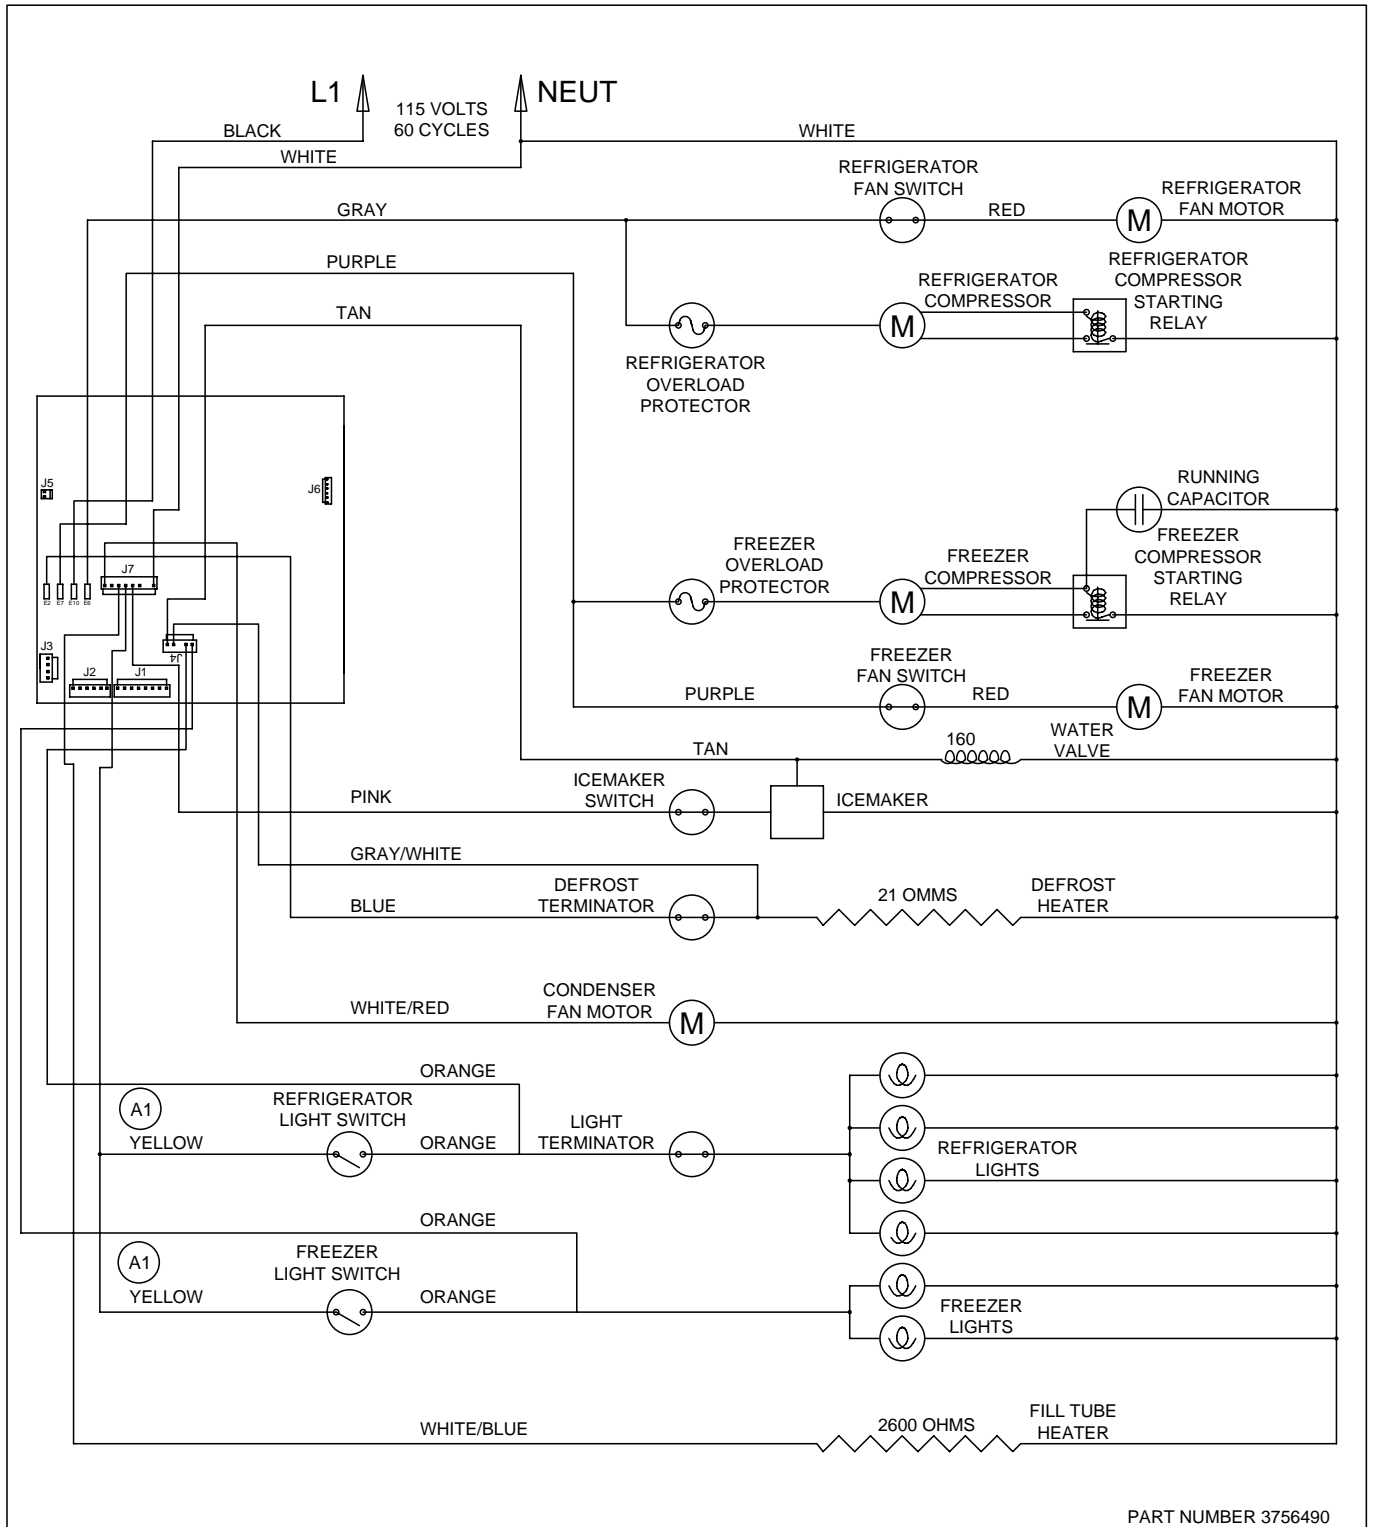 L1
115 VOLTS
60 CYCLES
NEUT
BLACK
WHITE
WHITE
REFRIGERATOR
FAN SWITCH
REFRIGERATOR
FAN MOTOR
GRAY
RED
M
PURPLE
REFRIGERATOR
COMPRESSOR
REFRIGERATOR
COMPRESSOR
STARTING
RELAY
TAN
M
REFRIGERATOR
OVERLOAD
PROTECTOR
J5
J6
RUNNING
CAPACITOR
FREEZER
OVERLOAD
PROTECTOR
FREEZER
COMPRESSOR
FREEZER
COMPRESSOR
STARTING
RELAY
M
J7
E2
E7
E10
E6
J3
J4
J2
J1
FREEZER
FAN SWITCH
FREEZER
FAN MOTOR
PURPLE
RED
M
TAN
160
WATER
VALVE
PINK
ICEMAKER
SWITCH
ICEMAKER
GRAY/WHITE
BLUE
DEFROST
TERMINATOR
21 OMMS
DEFROST
HEATER
WHITE/RED
CONDENSER
FAN MOTOR
M
ORANGE
A1
YELLOW
REFRIGERATOR
LIGHT SWITCH
ORANGE
LIGHT
TERMINATOR
REFRIGERATOR
LIGHTS
ORANGE
A1
YELLOW
FREEZER
LIGHT SWITCH
ORANGE
FREEZER
LIGHTS
WHITE/BLUE
2600 OHMS
FILL TUBE
HEATER
PART NUMBER 3756490